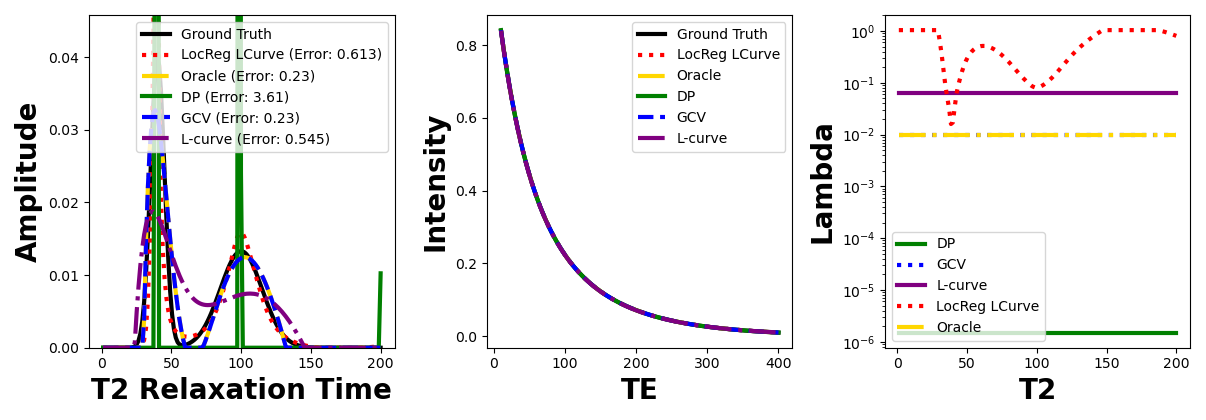 Amplitude
0.04
0.03
0.02
0.01
0.00
0
50
100
150
200
T2 Relaxation Time
Ground Truth
LocReg LCurve (Error: 0.613)
Oracle (Error: 0.23)
DP (Error: 3.61)
GCV (Error: 0.23)
L-curve (Error: 0.545)
Intensity
0.8
0.6
0.4
0.2
0.0
0
100
200
300
400
TE
Ground Truth
LocReg LCurve
Oracle
DP
GCV
L-curve
Lambda
10⁰
10⁻¹
10⁻²
10⁻³
10⁻⁴
10⁻⁵
10⁻⁶
0
50
100
150
200
T2
DP
GCV
L-curve
LocReg LCurve
Oracle